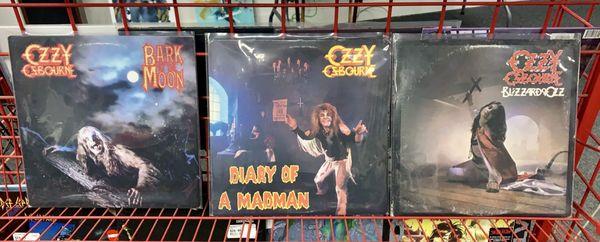 OZZY
OSBOURNE
BARK
AT
THE
MOON
OZZY
OSBOURNE
DIARY OF
A MADMAN
OZZY
OSBOURNE
BLIZZARD OF OZZ